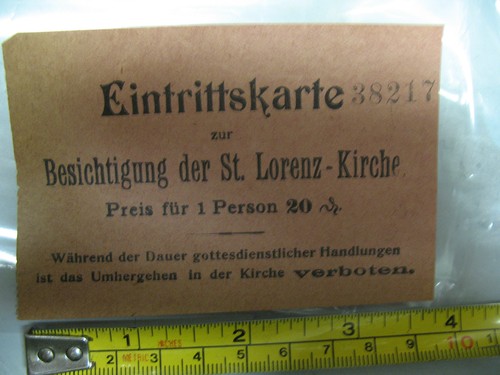 Eintrittskarte 38217
zur
Besichtigung der St. Lorenz-Kirche
Preis für 1 Person 20 ₰.
Während der Dauer gottesdienstlicher Handlungen
ist das Umhergehen in der Kirche verboten.
1 INCHES 2 3 4
2 METRIC 3 4 5 6 7 8 9 10